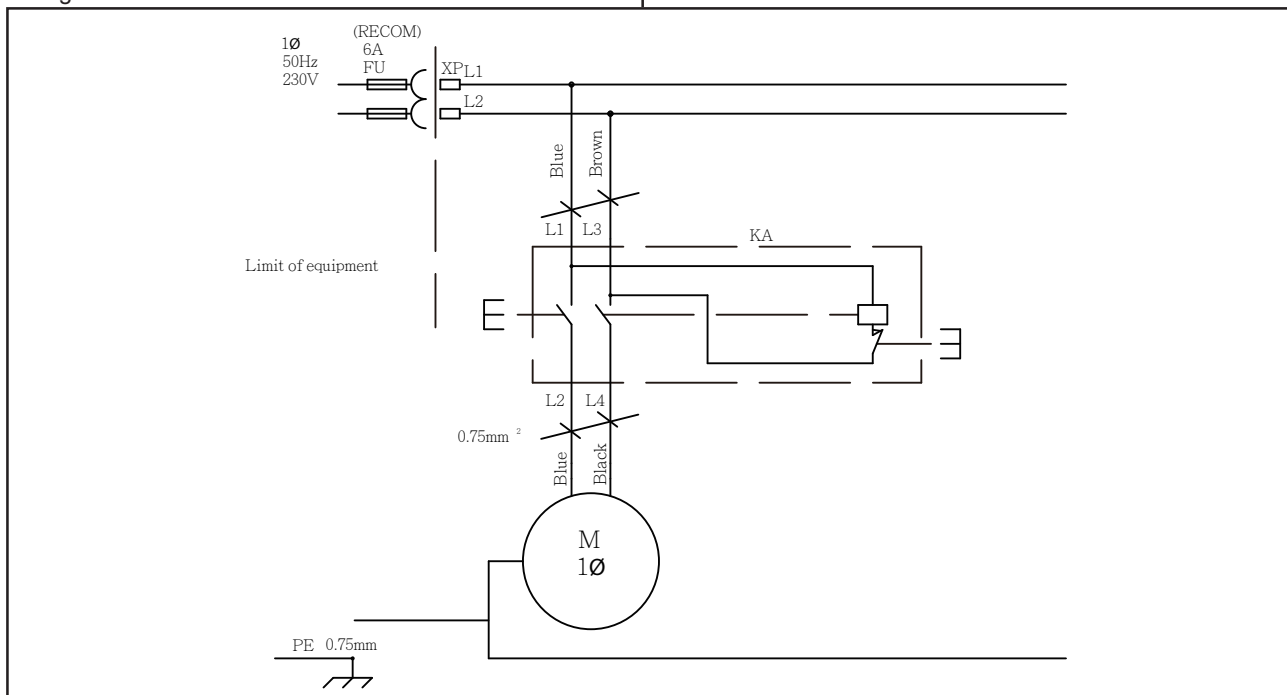 1Ø
50Hz
230V
(RECOM)
6A
FU
XP
L1
L2
Blue
Brown
L1
L3
KA
Limit of equipment
L2
L4
0.75mm ²
Blue
Black
M
1Ø
PE 0.75mm